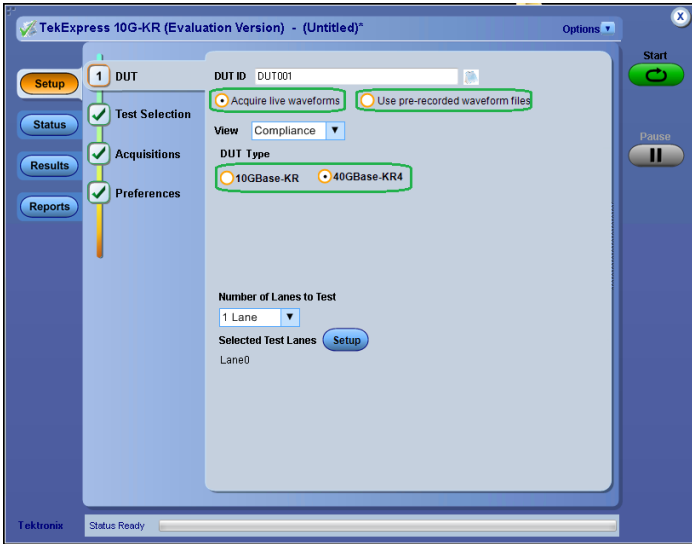 TekExpress 10G-KR (Evaluation Version) - (Untitled)*
Options
X
Start
Pause
Setup
Status
Results
Reports
1 DUT
Test Selection
Acquisitions
Preferences
DUT ID DUT001
Acquire live waveforms
Use pre-recorded waveform files
View Compliance
DUT Type
10GBase-KR
40GBase-KR4
Number of Lanes to Test
1 Lane
Selected Test Lanes Setup
Lane0
Tektronix
Status Ready